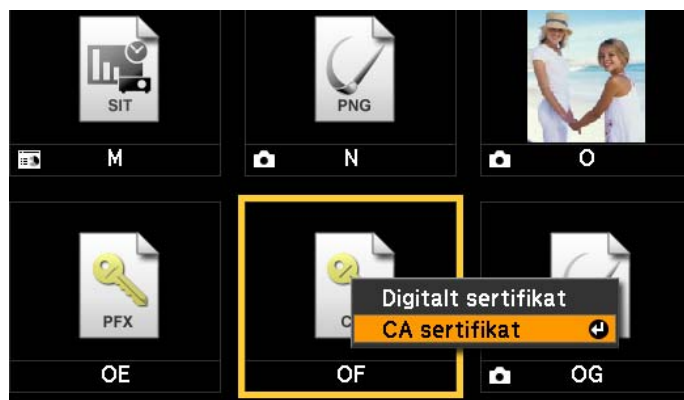 SIT
PNG
M
N
O
PFX
C
Digitalt sertifikat
CA sertifikat
OE
OF
OG